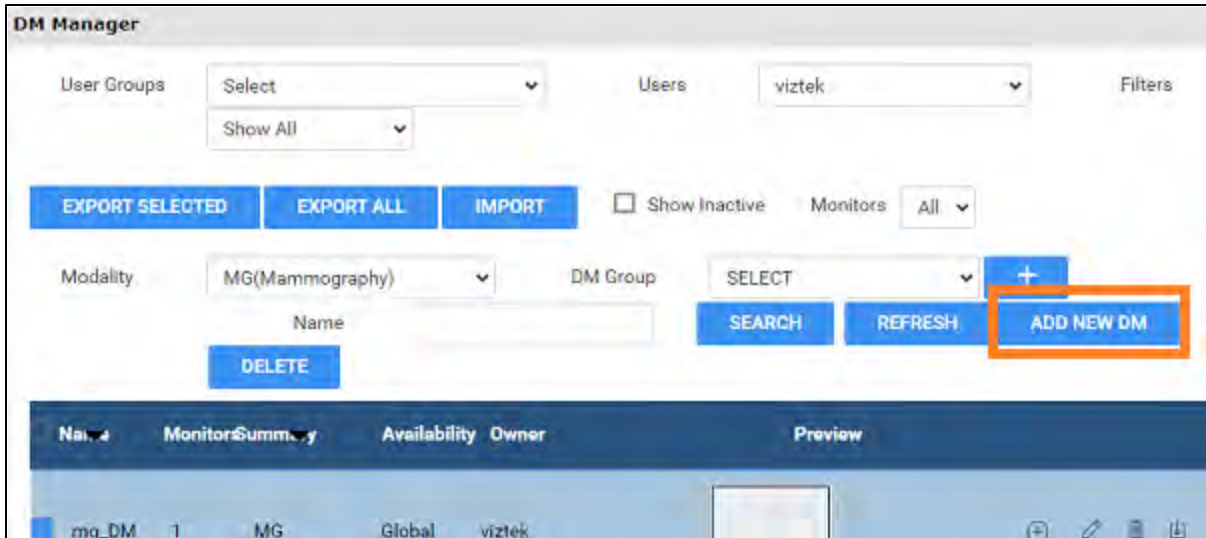 DM Manager
User Groups Select Users viztek Filters
Show All
EXPORT SELECTED EXPORT ALL IMPORT Show Inactive Monitors All
Modality MG(Mammography) DM Group SELECT +
Name SEARCH REFRESH ADD NEW DM
DELETE
Name Monitors Summary Availability Owner Preview
mg_DM 1 MG Global viztek